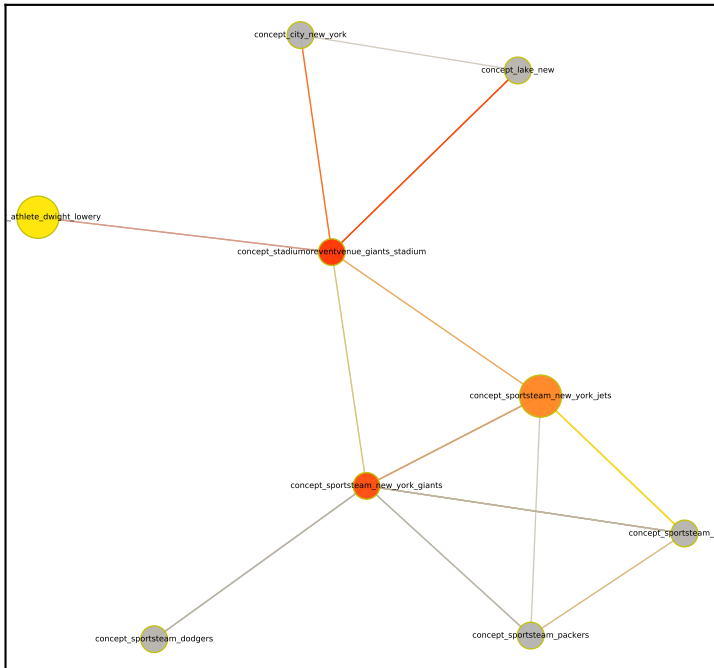 concept_city_new_york
concept_lake_new
_athlete_dwight_lowery
concept_stadiumoreventvenue_giants_stadium
concept_sportsteam_new_york_jets
concept_sportsteam_new_york_giants
concept_sportsteam_
concept_sportsteam_packers
concept_sportsteam_dodgers